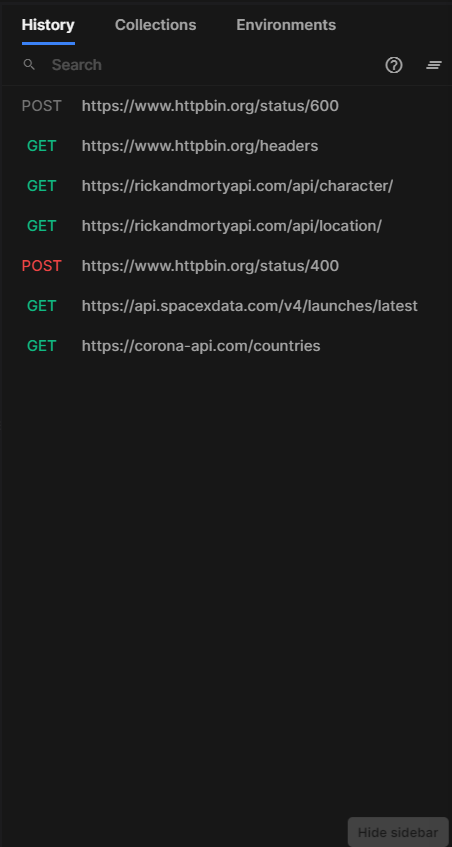 History Collections Environments
Search
POST https://www.httpbin.org/status/600
GET https://www.httpbin.org/headers
GET https://rickandmortyapi.com/api/character/
GET https://rickandmortyapi.com/api/location/
POST https://www.httpbin.org/status/400
GET https://api.spacexdata.com/v4/launches/latest
GET https://corona-api.com/countries
Hide sidebar